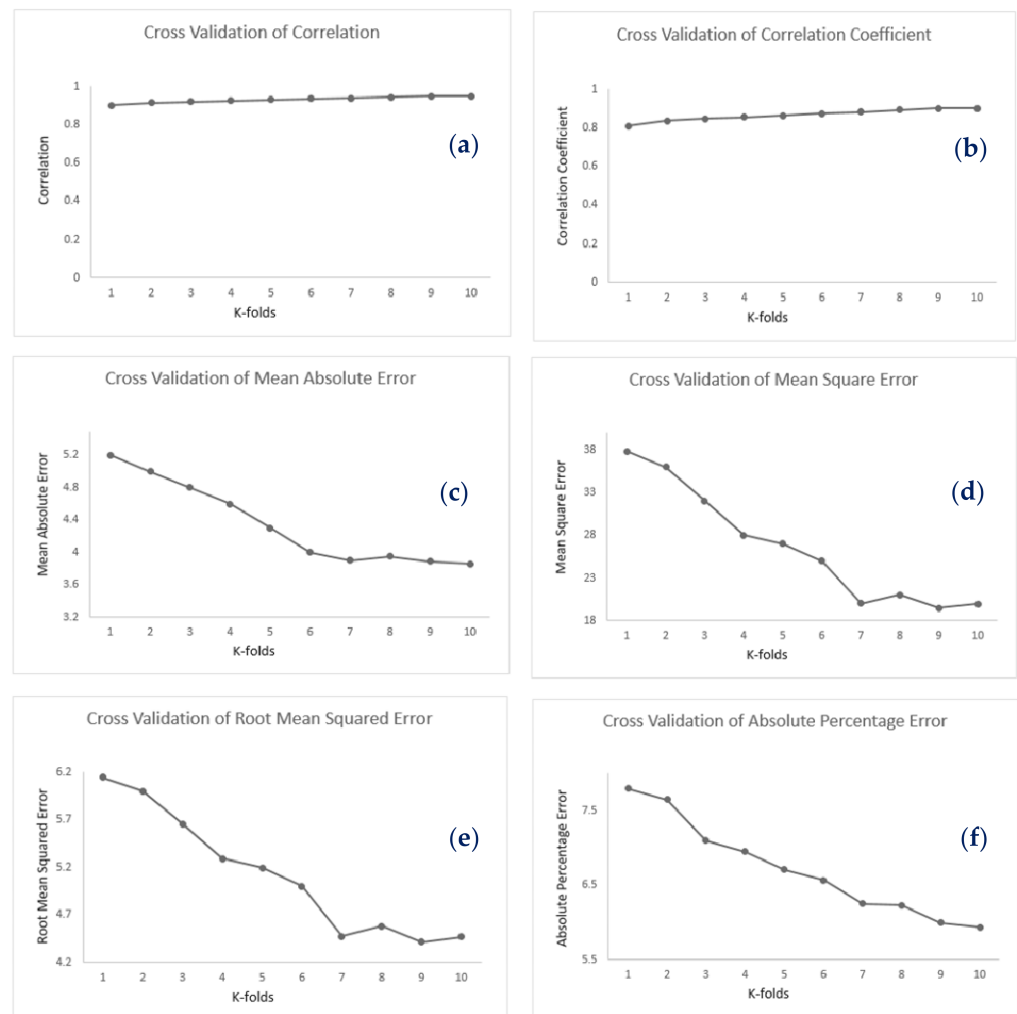 Cross Validation of Correlation
Correlation
1
0.8
0.6
0.4
0.2
0
(a)
1 2 3 4 5 6 7 8 9 10
K-folds
Cross Validation of Correlation Coefficient
Correlation Coefficient
1
0.8
0.6
0.4
0.2
0
(b)
1 2 3 4 5 6 7 8 9 10
K-folds
Cross Validation of Mean Absolute Error
Mean Absolute Error
5.2
4.8
4.4
4
3.6
3.2
(c)
1 2 3 4 5 6 7 8 9 10
K-folds
Cross Validation of Mean Square Error
Mean Square Error
38
33
28
23
18
(d)
1 2 3 4 5 6 7 8 9 10
K-folds
Cross Validation of Root Mean Squared Error
Root Mean Squared Error
6.2
5.7
5.2
4.7
4.2
(e)
1 2 3 4 5 6 7 8 9 10
K-folds
Cross Validation of Absolute Percentage Error
Absolute Percentage Error
7.5
6.5
5.5
(f)
1 2 3 4 5 6 7 8 9 10
K-folds